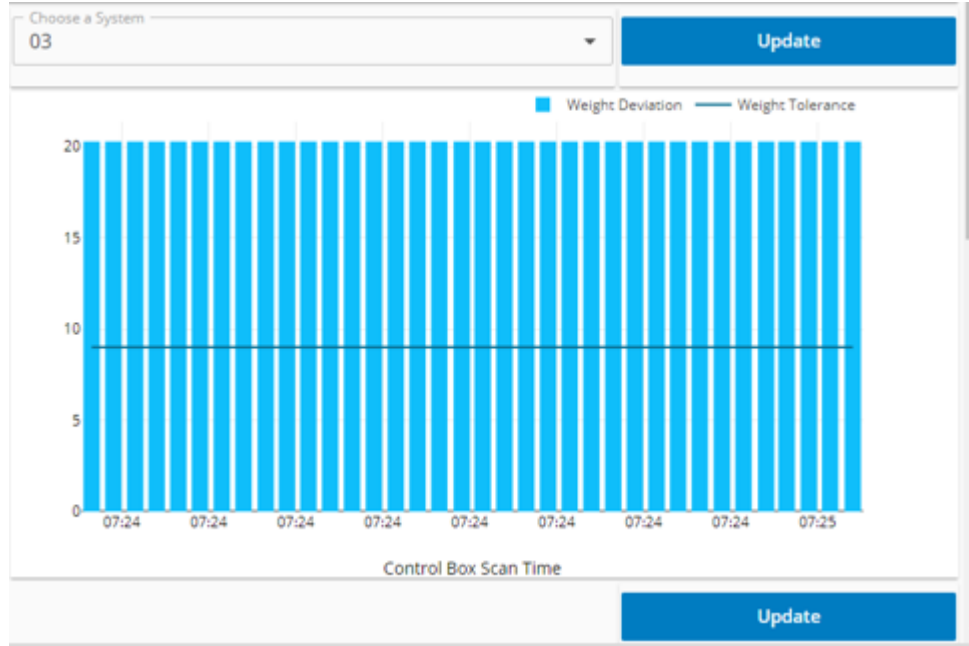 Choose a System
03
Update
Weight Deviation
Weight Tolerance
20
15
10
5
0
07:24 07:24 07:24 07:24 07:24 07:24 07:24 07:24 07:25
Control Box Scan Time
Update